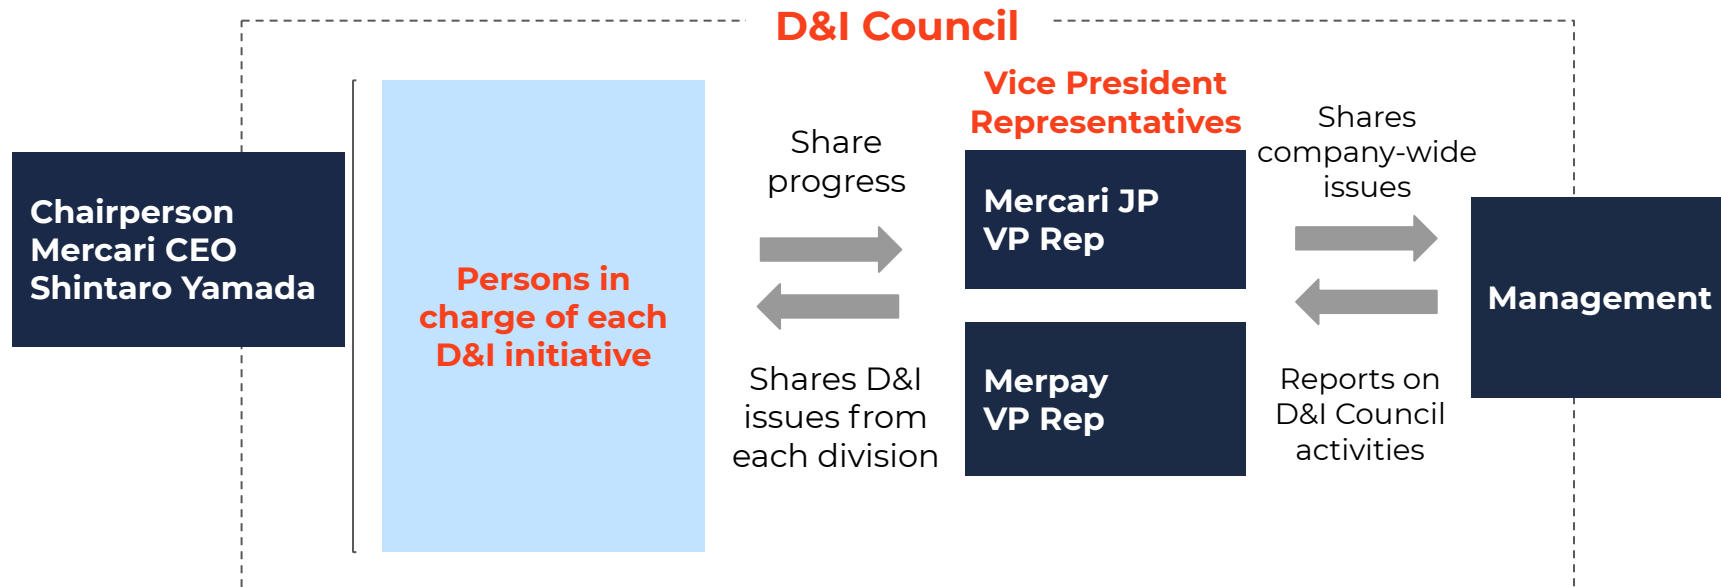 D&I Council
Chairperson
Mercari CEO
Shintaro Yamada
Persons in
charge of each
D&I initiative
Share
progress
Shares D&I
issues from
each division
Vice President
Representatives
Mercari JP
VP Rep
Merpay
VP Rep
Shares
company-wide
issues
Reports on
D&I Council
activities
Management